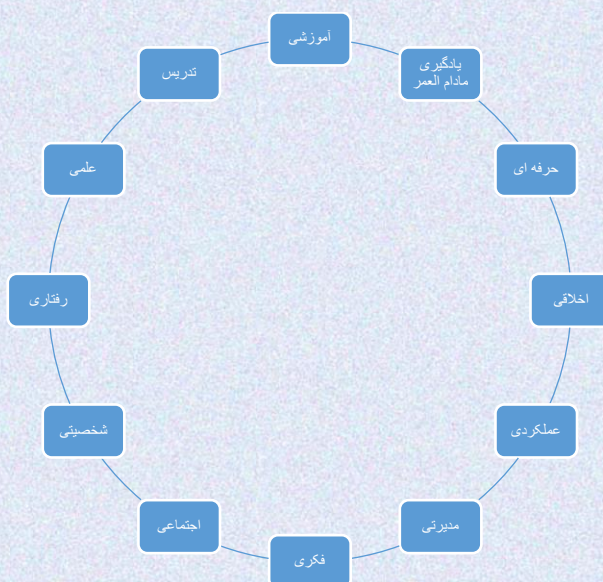 آموزشی
یادگیری
مادام العمر
حرفه ای
اخلاقی
عملکردی
مدیرتی
فکری
اجتماعی
شخصیتی
رفتاری
علمی
تدریس